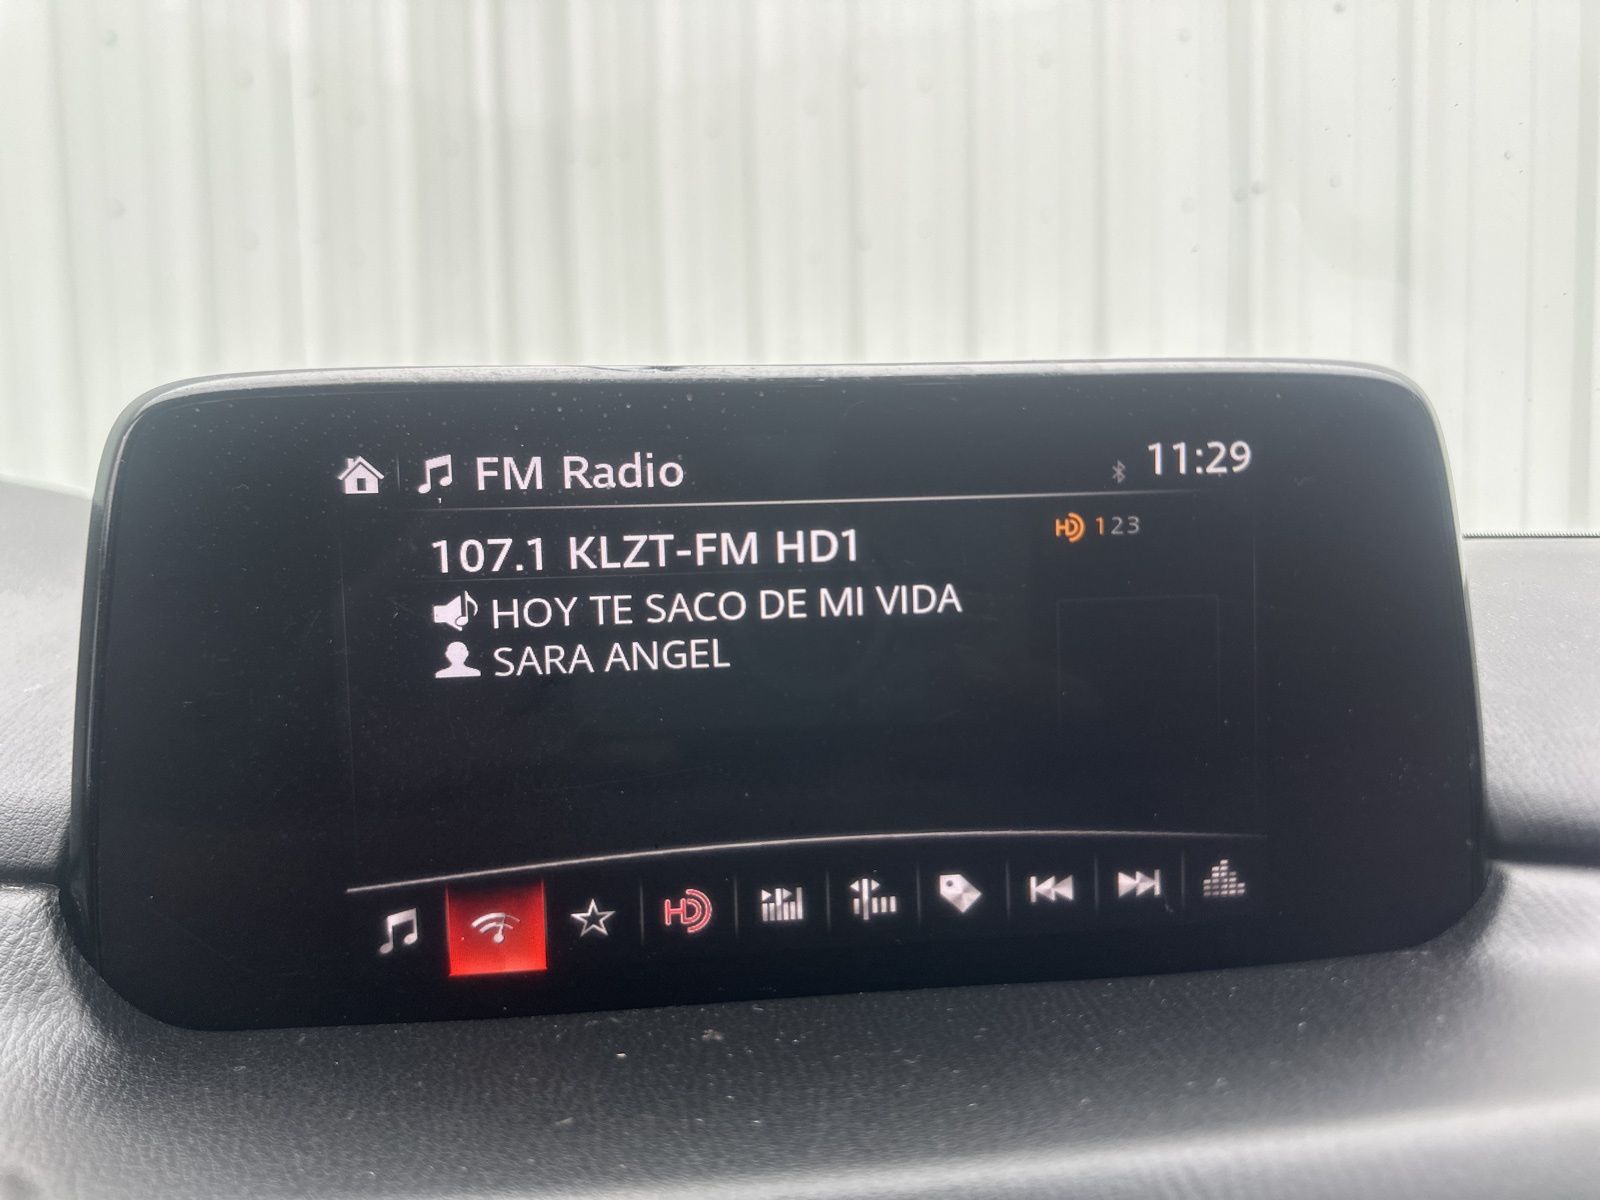 FM Radio 11:29
107.1 KLZT-FM HD1 HD 123
HOY TE SACO DE MI VIDA
SARA ANGEL
HD